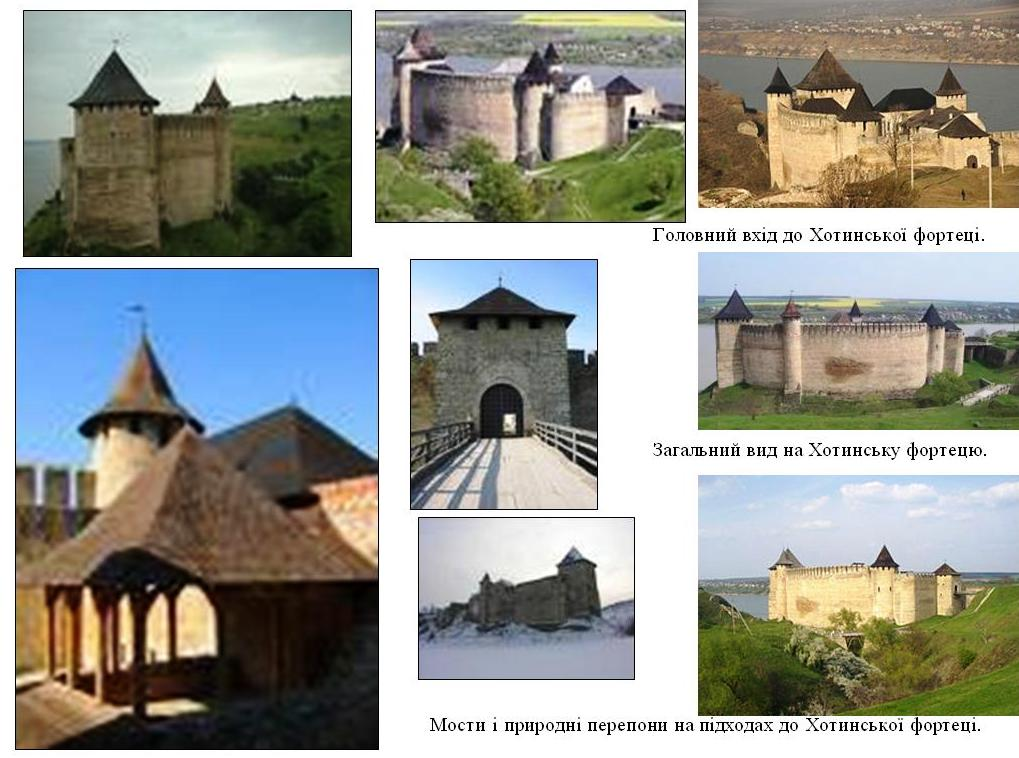 Головний вхід до Хотинської фортеці.
Загальний вид на Хотинську фортецю.
Мости і природні перепони на підходах до Хотинської фортеці.